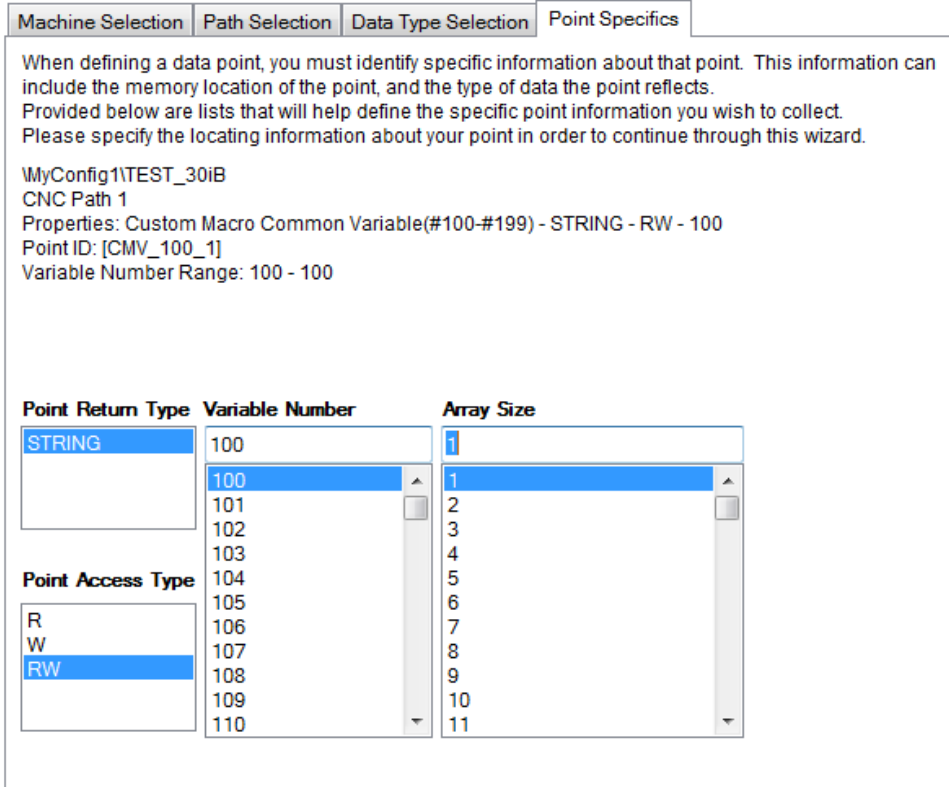 Machine Selection Path Selection Data Type Selection Point Specifics
When defining a data point, you must identify specific information about that point.  This information can
include the memory location of the point, and the type of data the point reflects.
Provided below are lists that will help define the specific point information you wish to collect.
Please specify the locating information about your point in order to continue through this wizard.
\MyConfig1\TEST_30iB
CNC Path 1
Properties: Custom Macro Common Variable(#100-#199) - STRING - RW - 100
Point ID: [CMV_100_1]
Variable Number Range: 100 - 100
Point Return Type Variable Number Array Size
STRING 100 1
100 1
101 2
102 3
103 4
Point Access Type 104 5
105 6
R 106 7
W 107 8
RW 108 9
109 10
110 11